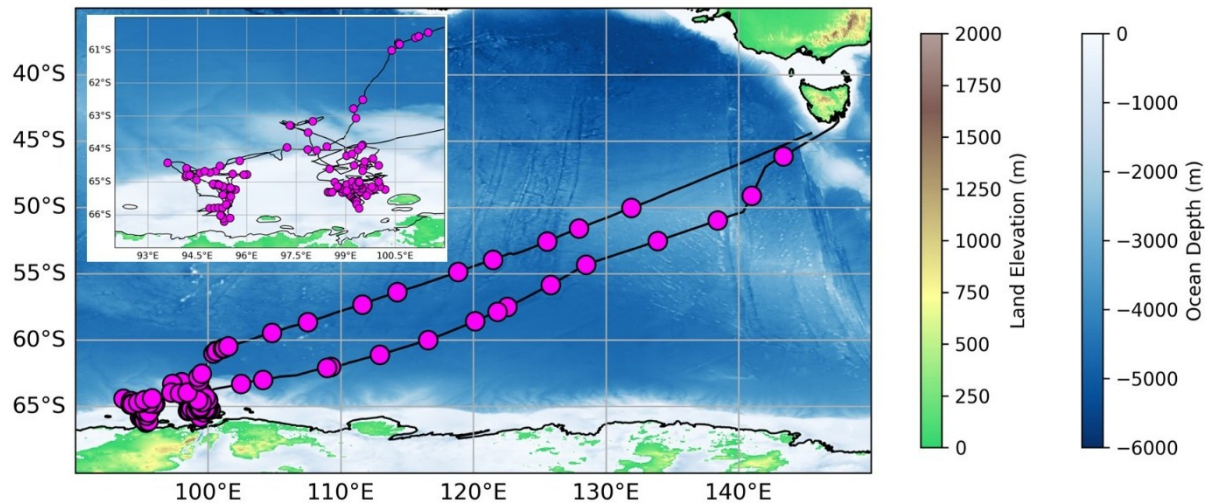 61°S
62°S
63°S
64°S
65°S
66°S
93°E
94.5°E
96°E
97.5°E
99°E
100.5°E
40°S
45°S
50°S
55°S
60°S
65°S
100°E
110°E
120°E
130°E
140°E
2000
1750
1500
1250
1000
750
500
250
0
Land Elevation (m)
0
−1000
−2000
−3000
−4000
−5000
−6000
Ocean Depth (m)